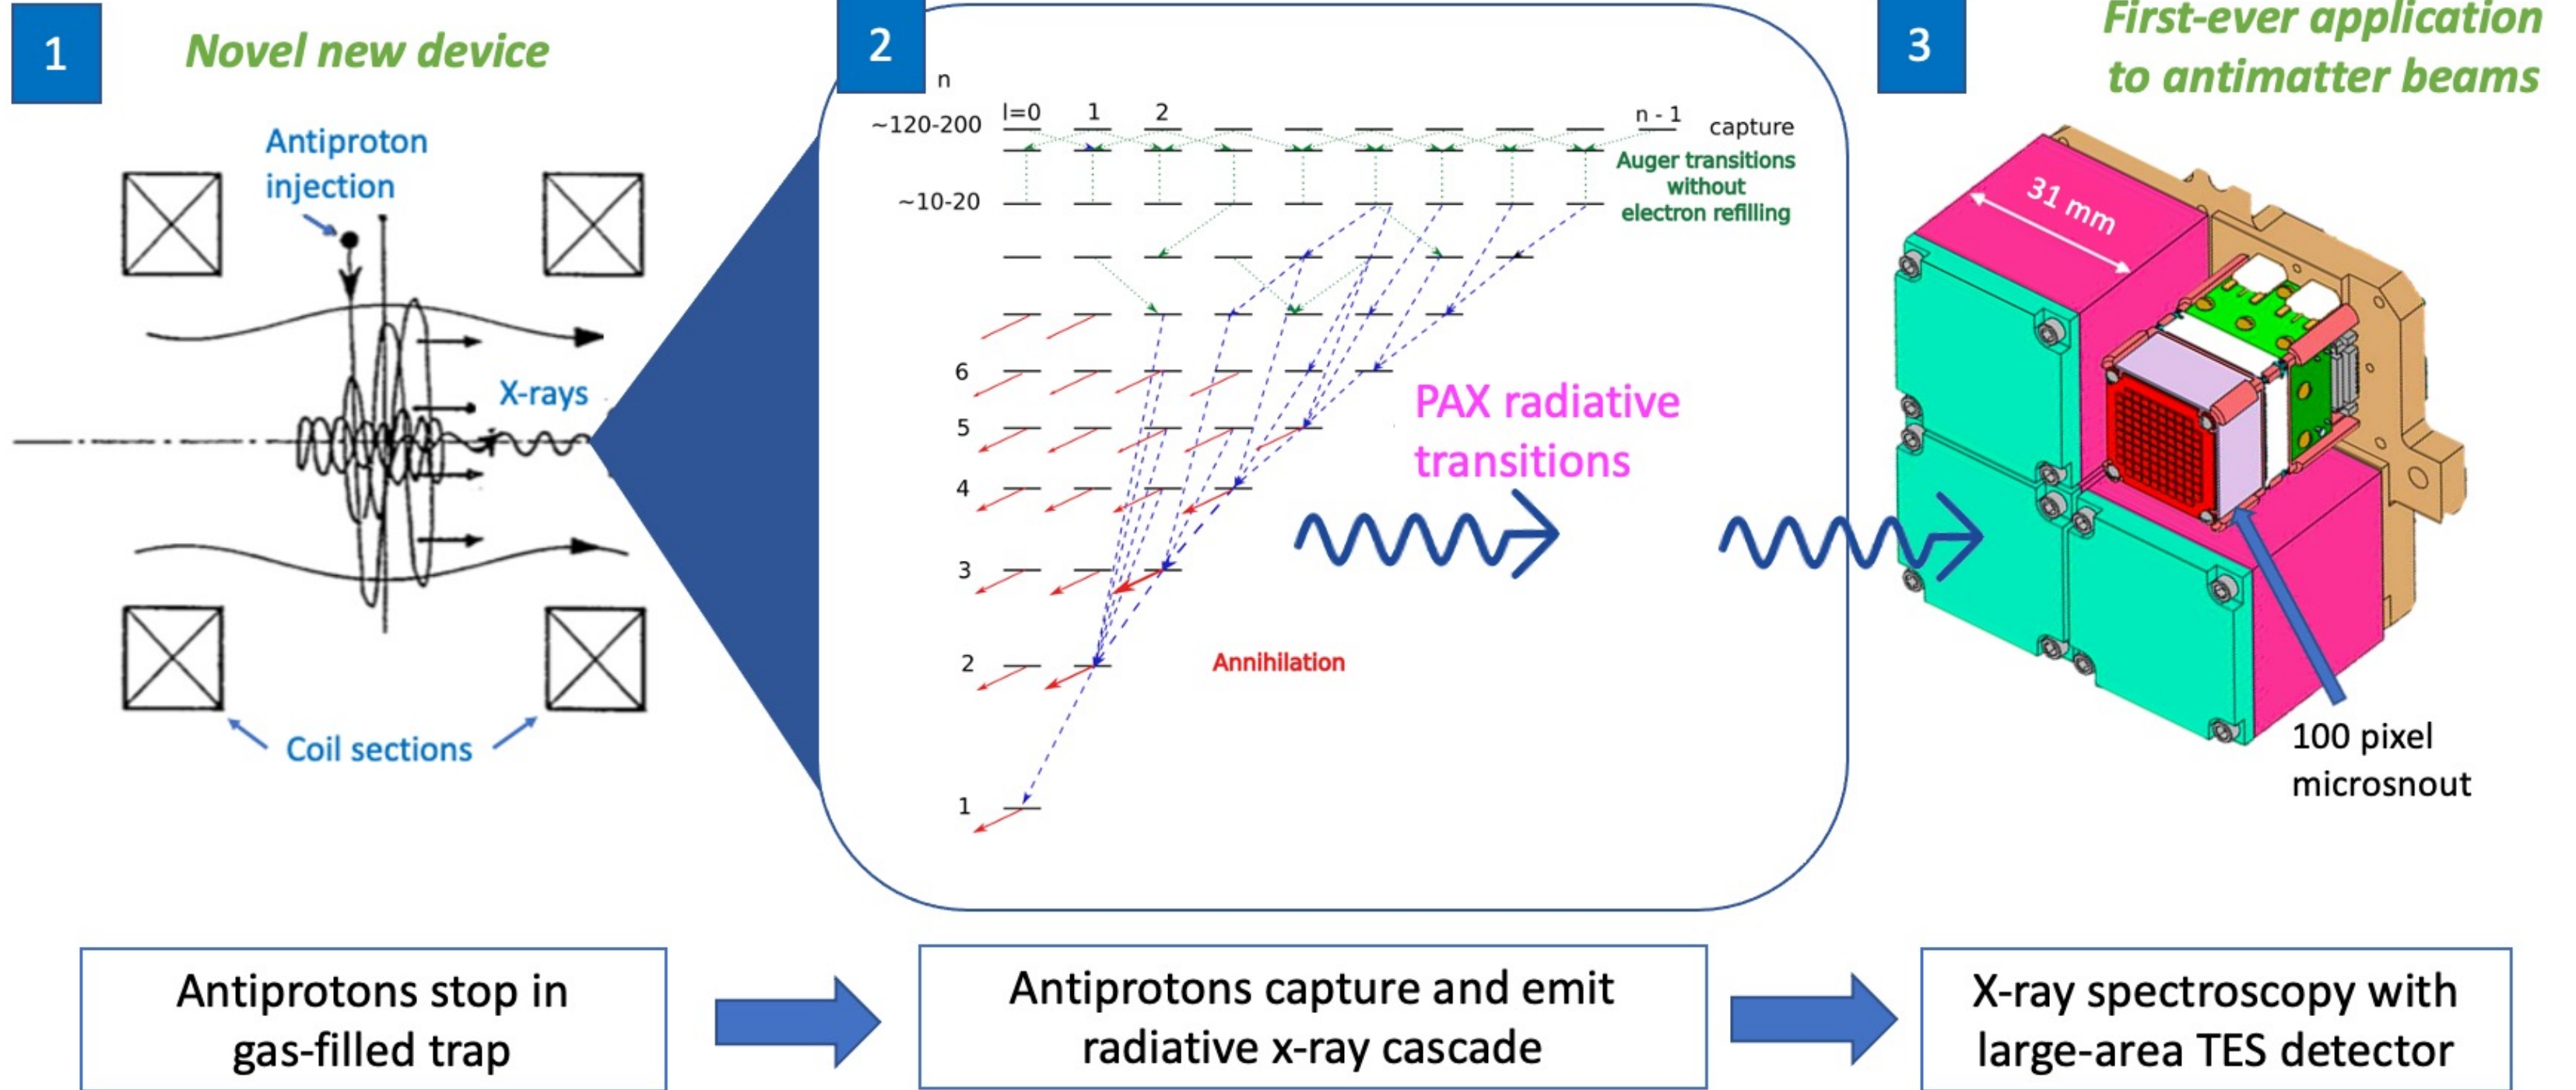 1
Novel new device
Antiproton
injection
X-rays
Coil sections
2
n
l=0
1
2
n - 1
~120-200
capture
Auger transitions
without
electron refilling
~10-20
6
5
4
3
2
1
PAX radiative
transitions
Annihilation
3
First-ever application
to antimatter beams
31 mm
100 pixel
microsnout
Antiprotons stop in
gas-filled trap
Antiprotons capture and emit
radiative x-ray cascade
X-ray spectroscopy with
large-area TES detector